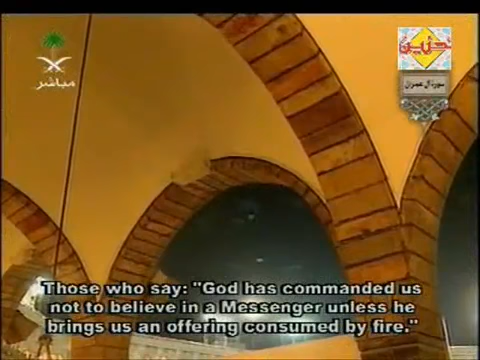 مباشر
سورة آل عمران
Those who say: "God has commanded us
not to believe in a Messenger unless he
brings us an offering consumed by fire."